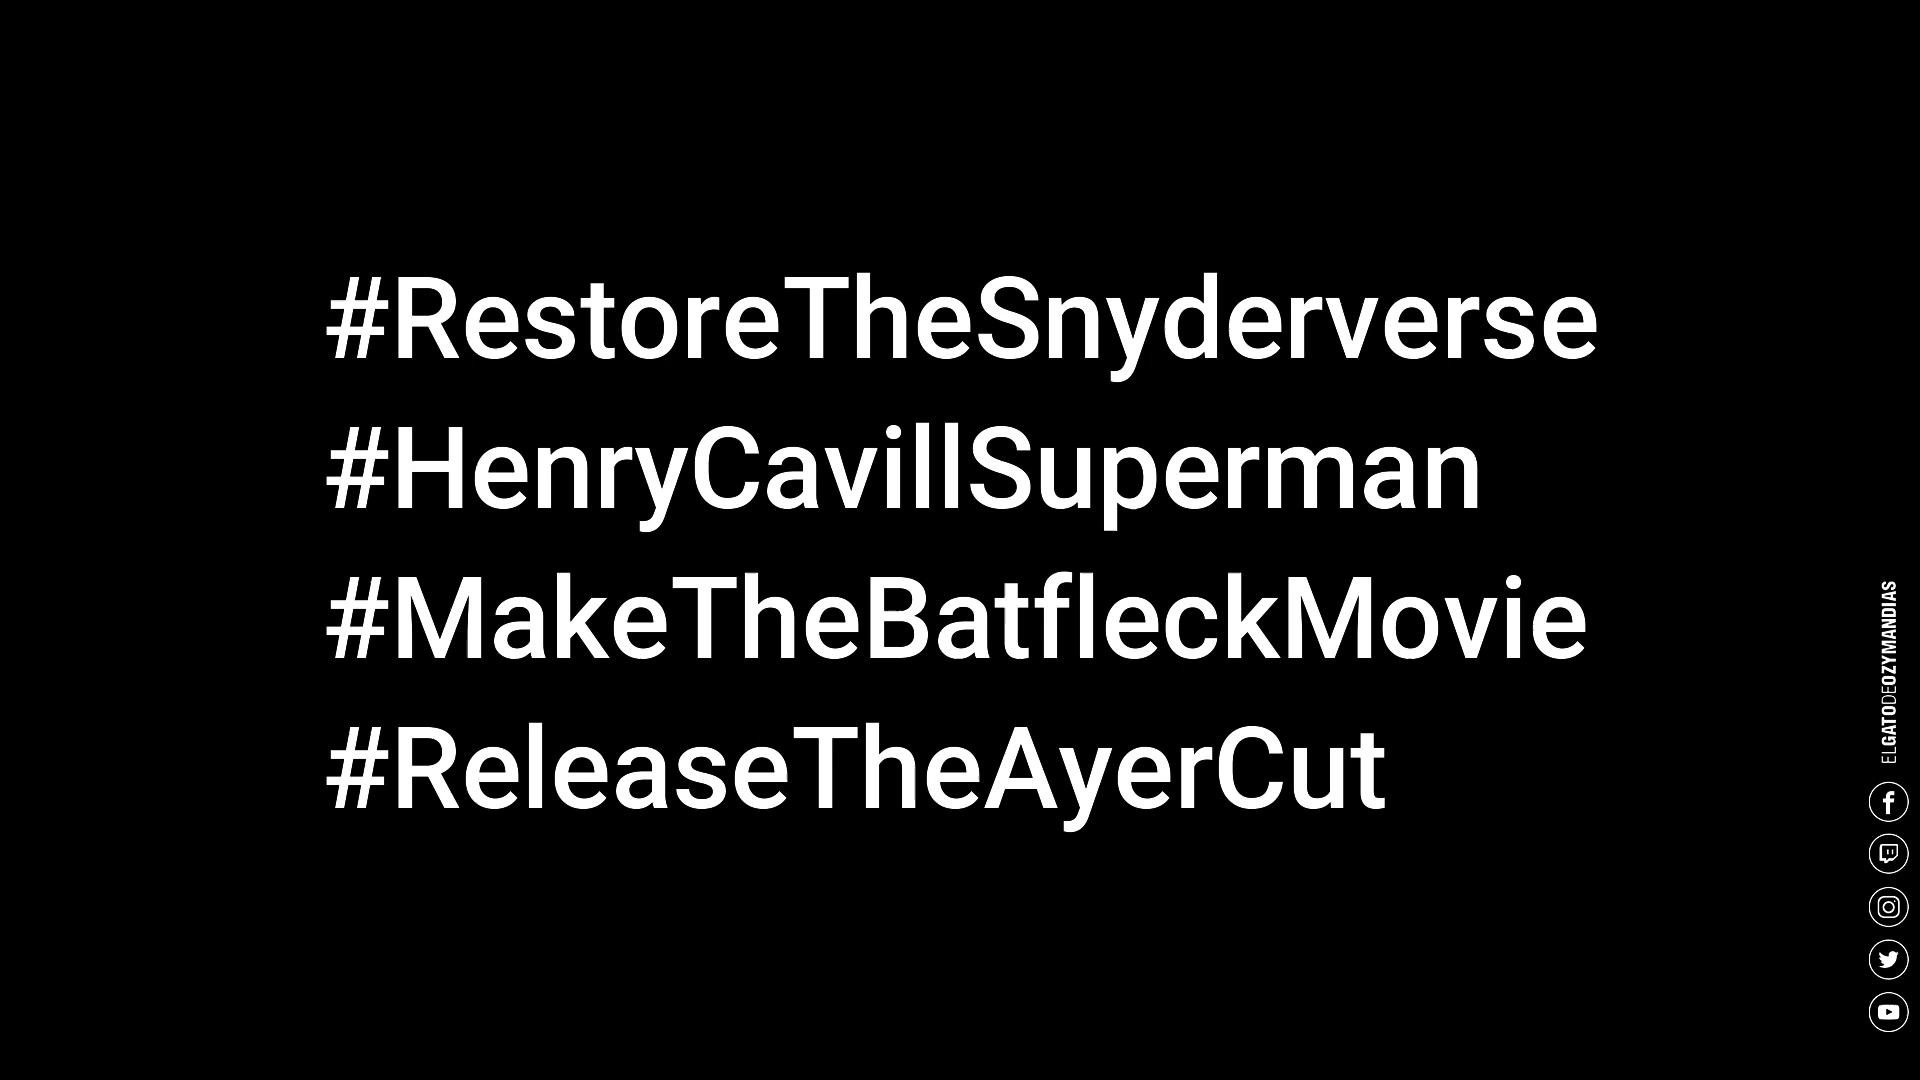 #RestoreTheSnyderverse
#HenryCavillSuperman
#MakeTheBatfleckMovie
#ReleaseTheAyerCut
ELGATODEOZYMANDIAS